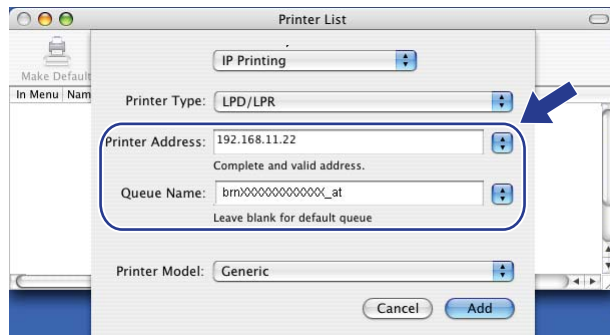 Printer List
IP Printing
Make Default
In Menu Nam
Printer Type: LPD/LPR
Printer Address: 192.168.11.22
Complete and valid address.
Queue Name: brnXXXXXXXXXXXX_at
Leave blank for default queue
Printer Model: Generic
Cancel Add